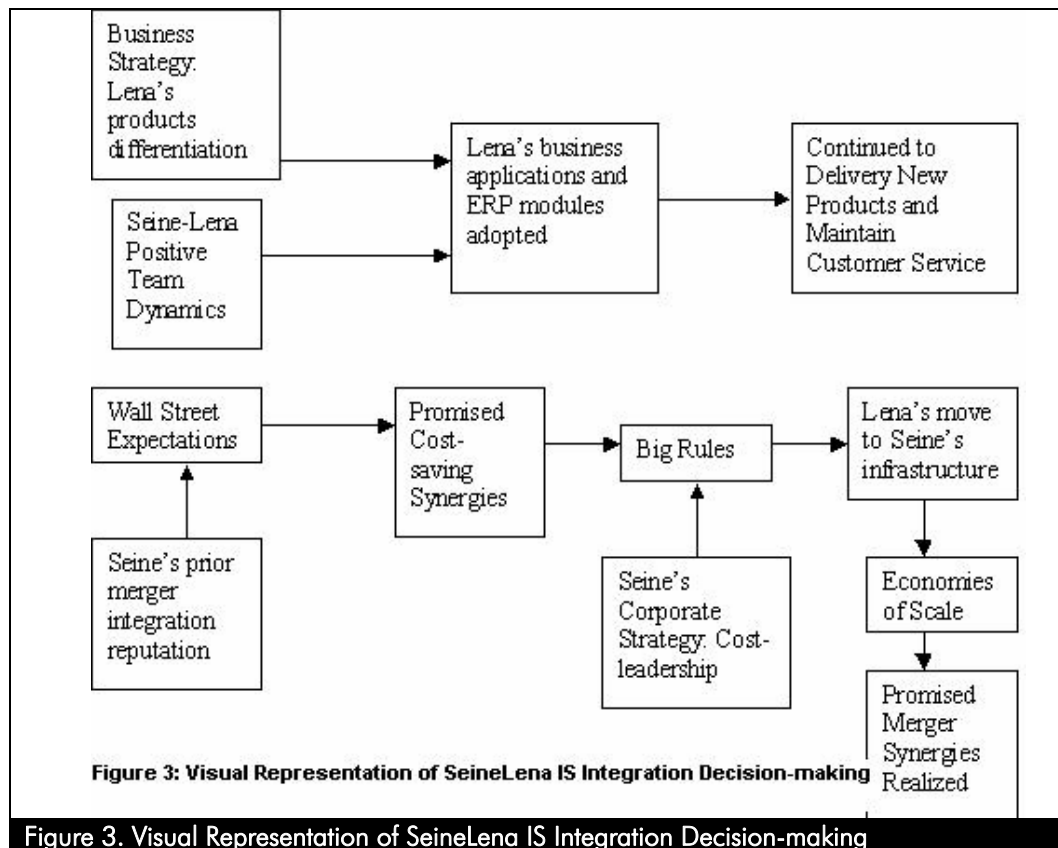 Business
Strategy:
Lena's
products
differentiation
Seine-Lena
Positive
Team
Dynamics
Lena's business
applications and
ERP modules
adopted
Continued to
Delivery New
Products and
Maintain
Customer Service
Wall Street
Expectations
Promised
Cost-
saving
Synergies
Big Rules
Lena's move
to Seine's
infrastructure
Seine's prior
merger
integration
reputation
Seine's
Corporate
Strategy: Cost-
leadership
Economies
of Scale
Promised
Merger
Synergies
Realized
Figure 3: Visual Representation of SeineLena IS Integration Decision-making
Figure 3. Visual Representation of SeineLena IS Integration Decision-making